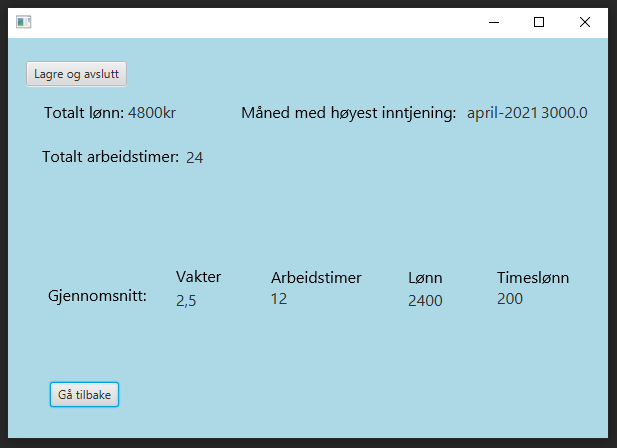 Lagre og avslutt
Totalt lønn: 4800kr Måned med høyest inntjening: april-2021 3000.0
Totalt arbeidstimer: 24
Vakter Arbeidstimer Lønn Timeslønn
Gjennomsnitt: 2,5 12 2400 200
Gå tilbake